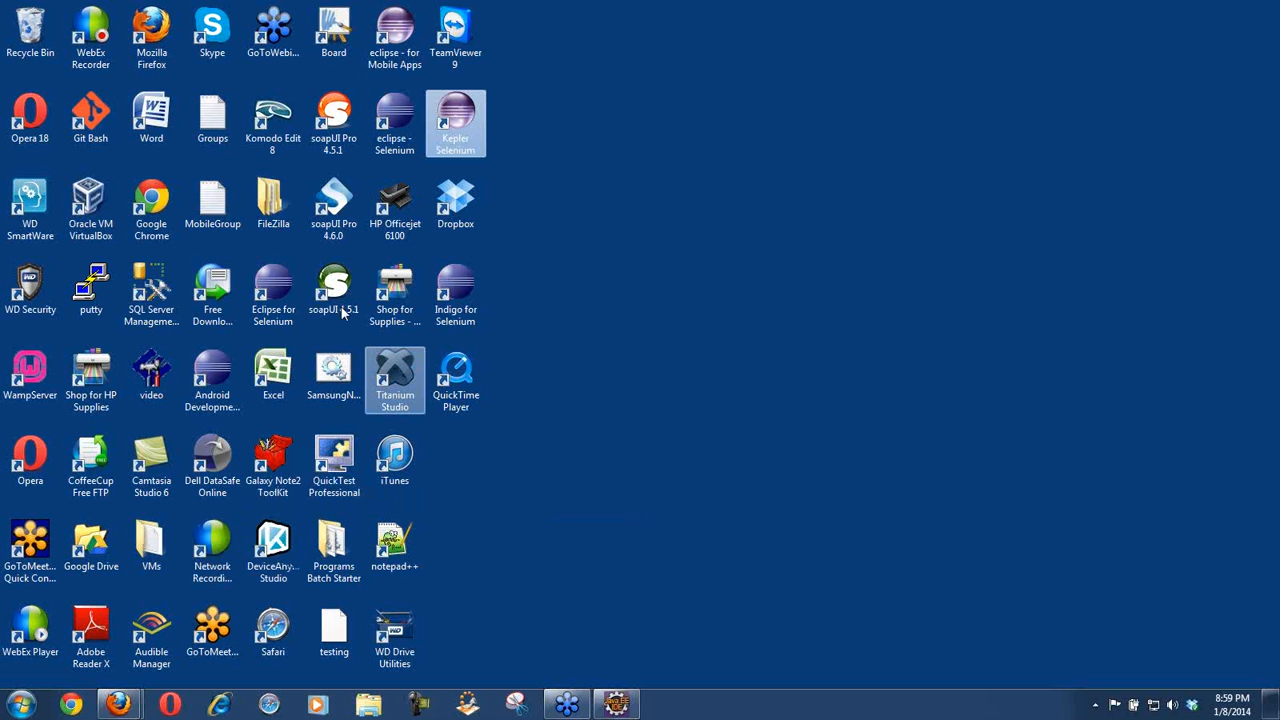 Recycle Bin
WebEx
Recorder
Mozilla
Firefox
Skype
GoToWebi...
Board
eclipse - for
Mobile Apps
TeamViewer
9
Opera 18
Git Bash
Word
Groups
Komodo Edit
8
soapUI Pro
4.5.1
eclipse -
Selenium
Kepler
Selenium
WD
SmartWare
Oracle VM
VirtualBox
Google
Chrome
MobileGroup
FileZilla
soapUI Pro
4.6.0
HP Officejet
6100
Dropbox
WD Security
putty
SQL Server
Manageme...
Free
Downlo...
Eclipse for
Selenium
soapUI 4.5.1
Shop for
Supplies - ...
Indigo for
Selenium
WampServer
Shop for HP
Supplies
video
Android
Developme...
Excel
SamsungN...
Titanium
Studio
QuickTime
Player
Opera
CoffeeCup
Free FTP
Camtasia
Studio 6
Dell DataSafe
Online
Galaxy Note2
ToolKit
QuickTest
Professional
iTunes
GoToMeet...
Quick Con...
Google Drive
VMs
Network
Recordi...
DeviceAny...
Studio
Programs
Batch Starter
notepad++
WebEx Player
Adobe
Reader X
Audible
Manager
GoToMeet...
Safari
testing
WD Drive
Utilities
8:59 PM
1/8/2014